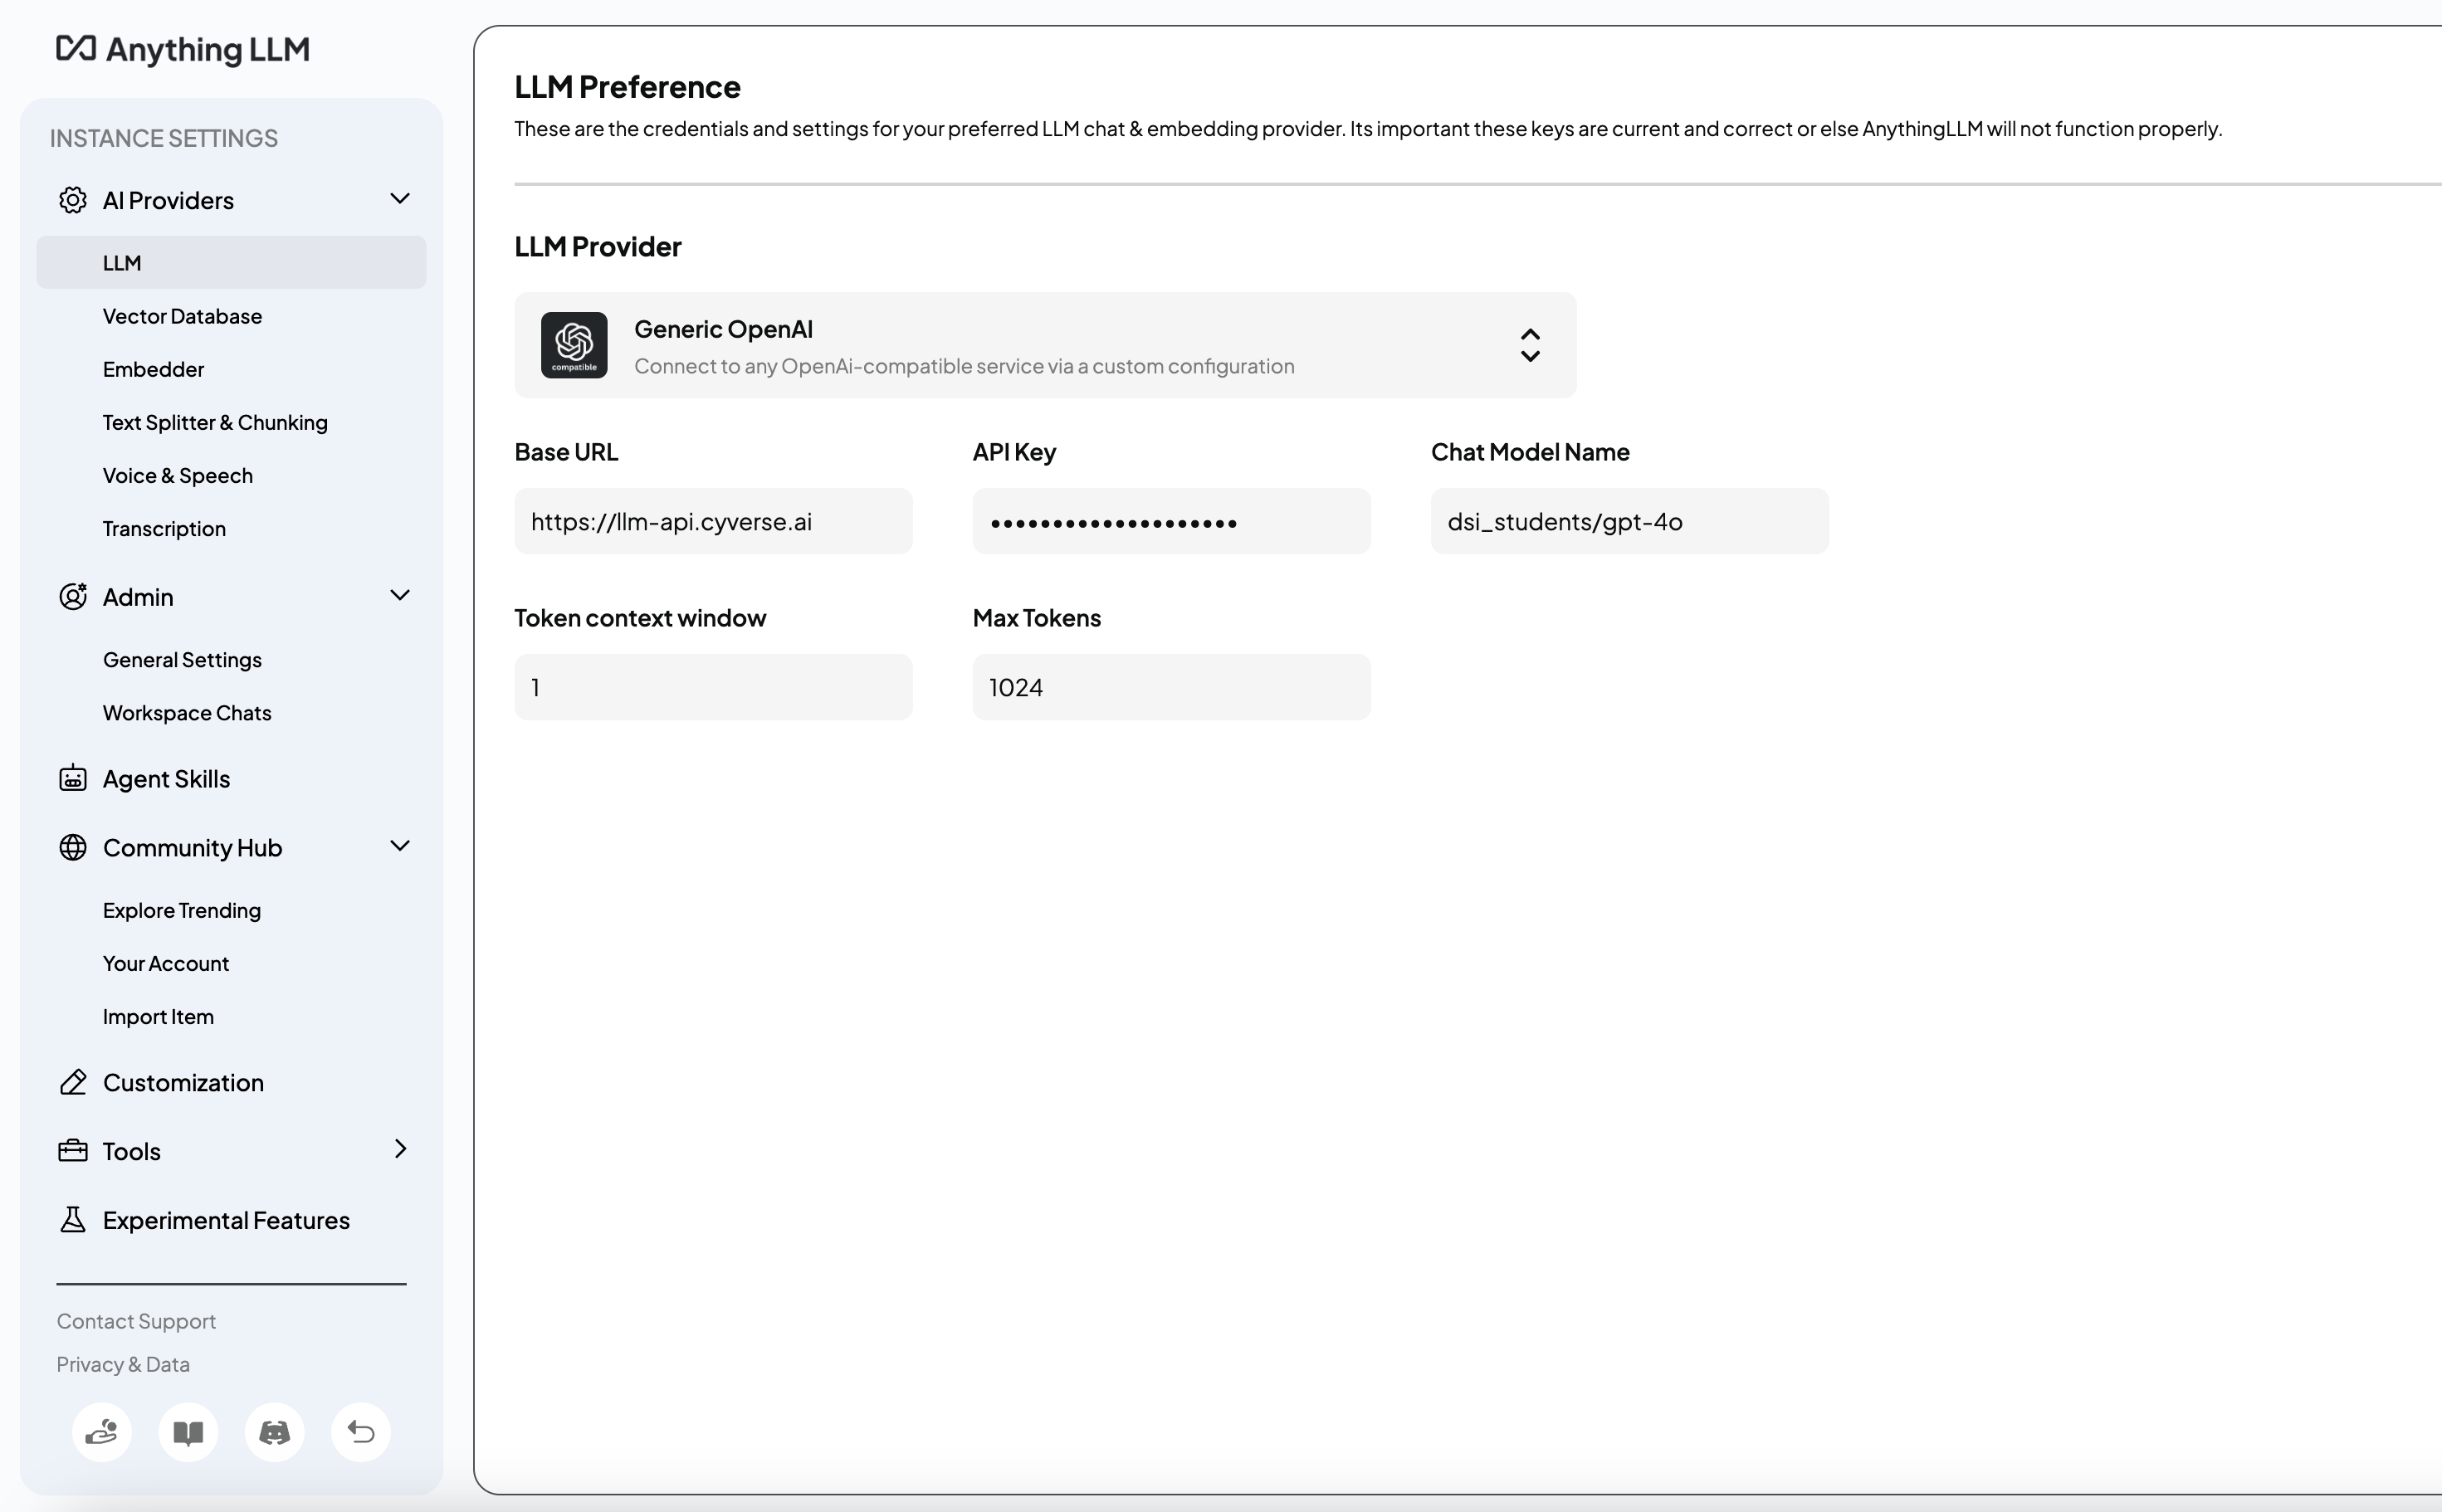 Anything LLM
INSTANCE SETTINGS
AI Providers
LLM
Vector Database
Embedder
Text Splitter & Chunking
Voice & Speech
Transcription
Admin
General Settings
Workspace Chats
Agent Skills
Community Hub
Explore Trending
Your Account
Import Item
Customization
Tools
Experimental Features
Contact Support
Privacy & Data
LLM Preference
These are the credentials and settings for your preferred LLM chat & embedding provider. Its important these keys are current and correct or else AnythingLLM will not function properly.
LLM Provider
compatible
Generic OpenAI
Connect to any OpenAi-compatible service via a custom configuration
Base URL
https://llm-api.cyverse.ai
API Key
••••••••••••••••••••
Chat Model Name
dsi_students/gpt-4o
Token context window
1
Max Tokens
1024